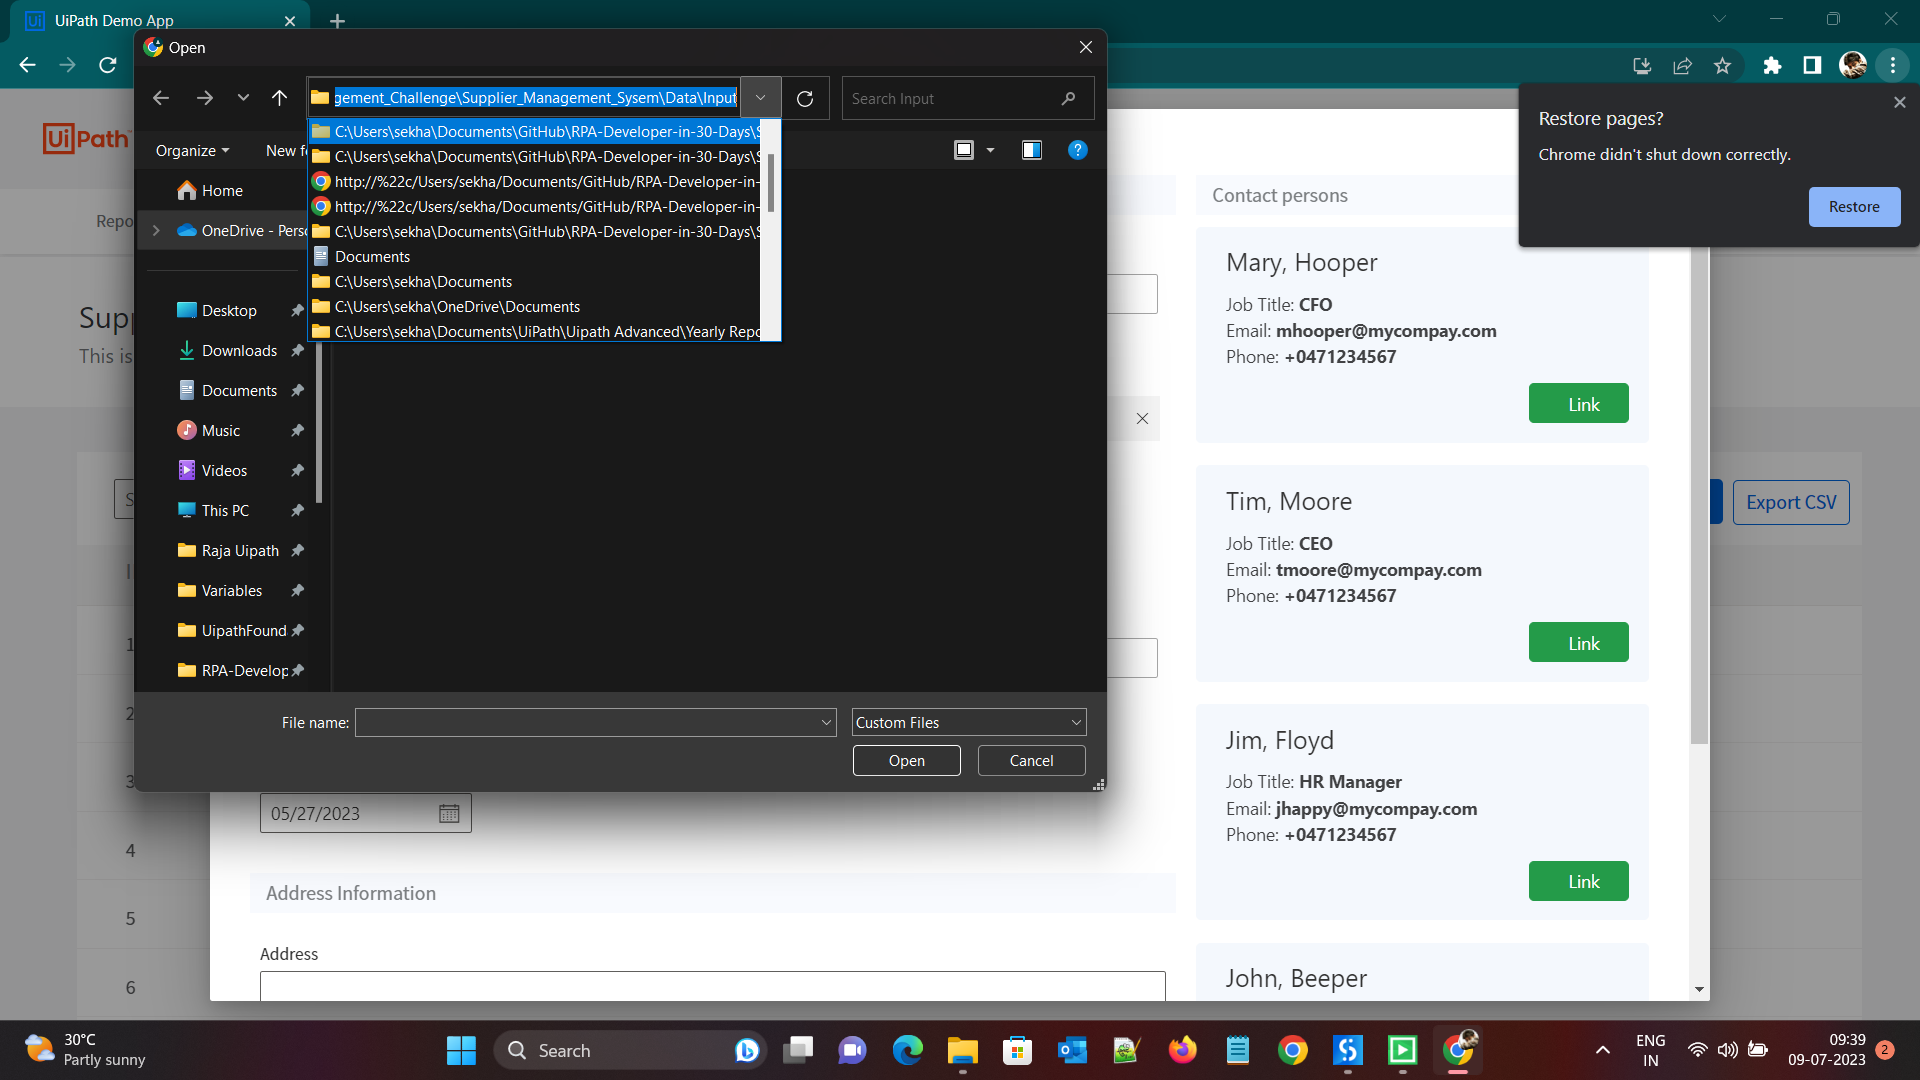 UiPath Demo App
Open
gement_Challenge\Supplier_Management_Sysem\Data\Input
Search Input
C:\Users\sekha\Documents\GitHub\RPA-Developer-in-30-Days\S
C:\Users\sekha\Documents\GitHub\RPA-Developer-in-30-Days\S
http://%22c/Users/sekha/Documents/GitHub/RPA-Developer-in-
http://%22c/Users/sekha/Documents/GitHub/RPA-Developer-in-
C:\Users\sekha\Documents\GitHub\RPA-Developer-in-30-Days\S
Documents
C:\Users\sekha\Documents
C:\Users\sekha\OneDrive\Documents
C:\Users\sekha\Documents\UiPath\Uipath Advanced\Yearly Repo
Organize
New f
Home
OneDrive - Perso
Desktop
Downloads
Documents
Music
Videos
This PC
Raja Uipath
Variables
UipathFound
RPA-Develop
File name:
Custom Files
Open
Cancel
UiPath
Repo
Supp
This is
S
I
1
2
3
4
5
6
05/27/2023
Address Information
Address
Contact persons
Mary, Hooper
Job Title: CFO
Email: mhooper@mycompay.com
Phone: +0471234567
Link
Tim, Moore
Job Title: CEO
Email: tmoore@mycompay.com
Phone: +0471234567
Link
Jim, Floyd
Job Title: HR Manager
Email: jhappy@mycompay.com
Phone: +0471234567
Link
John, Beeper
Export CSV
Restore pages?
Chrome didn't shut down correctly.
Restore
30°C
Partly sunny
Search
ENG
IN
09:39
09-07-2023
2